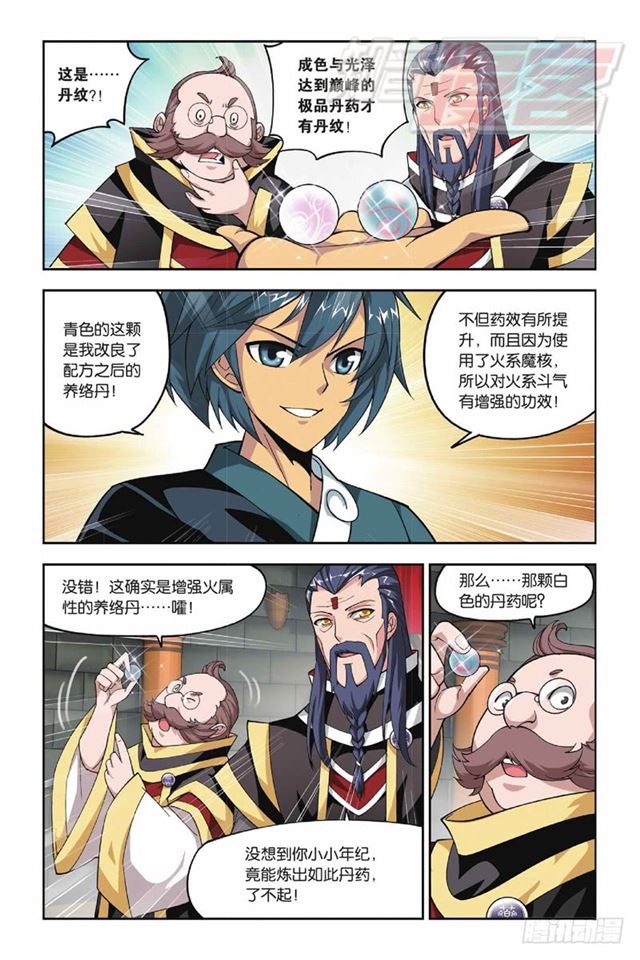 这是……
丹纹?!
成色与光泽
达到巅峰的
极品丹药才
有丹纹!
青色的这颗
是我改良了
配方之后的
养络丹!
不但药效有所提
升，而且因为使
用了火系魔核，
所以对火系斗气
有增强的功效!
没错！这确实是增强火属
性的养络丹……嚯!
没想到你小小年纪，
竟能炼出如此丹药，
了不起!
那么……那颗白
色的丹药呢?
腾讯动漫